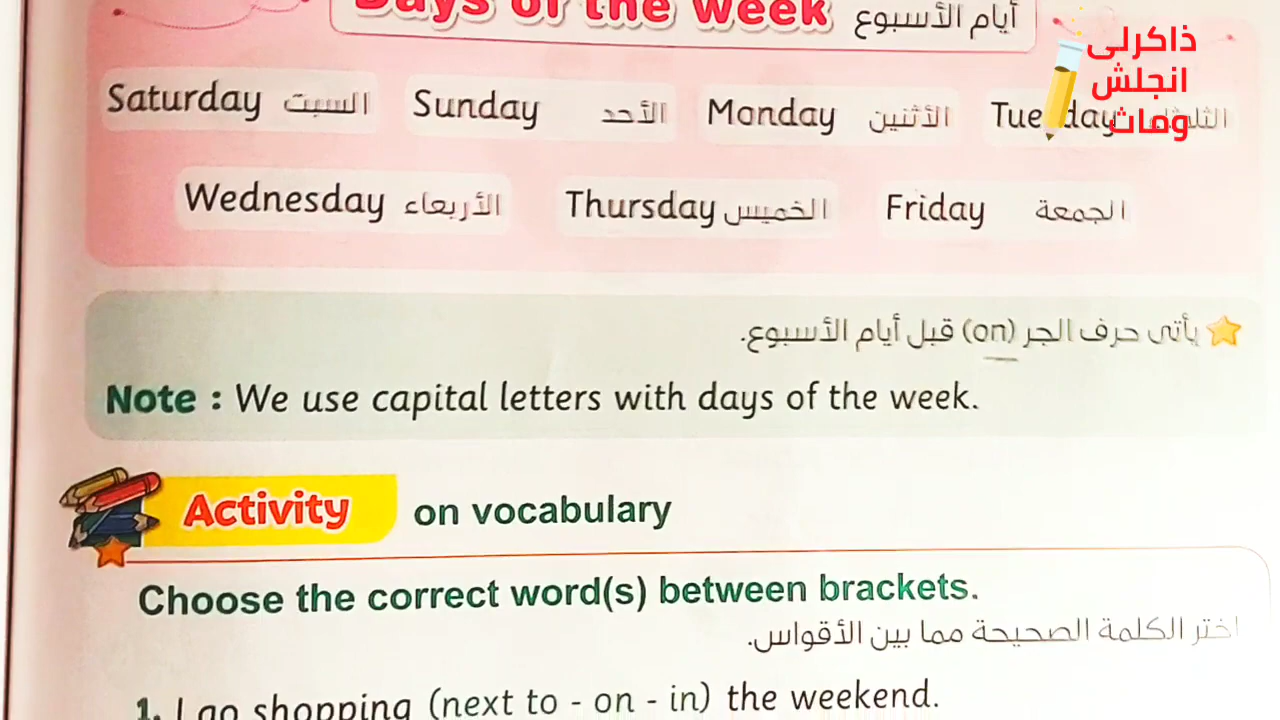 Days of the week أيام الأسبوع
ذاكرلى
انجلش
وماث
Saturday السبت Sunday الأحد Monday الأثنين
Wednesday الأربعاء Thursday الخميس Friday الجمعة
يأتى حرف الجر (on) قبل أيام الأسبوع.
Note : We use capital letters with days of the week.
Activity on vocabulary
Choose the correct word(s) between brackets.
اختر الكلمة الصحيحة مما بين الأقواس.
1. I go shopping (next to - on - in) the weekend.